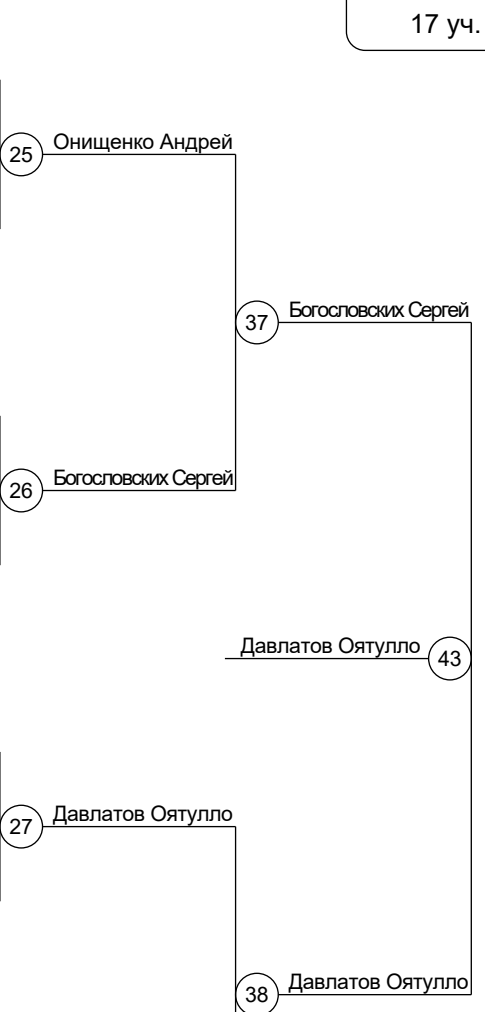 17 уч.
25
Онищенко Андрей
37
Богословских Сергей
26
Богословских Сергей
Давлатов Оятулло
43
27
Давлатов Оятулло
38
Давлатов Оятулло